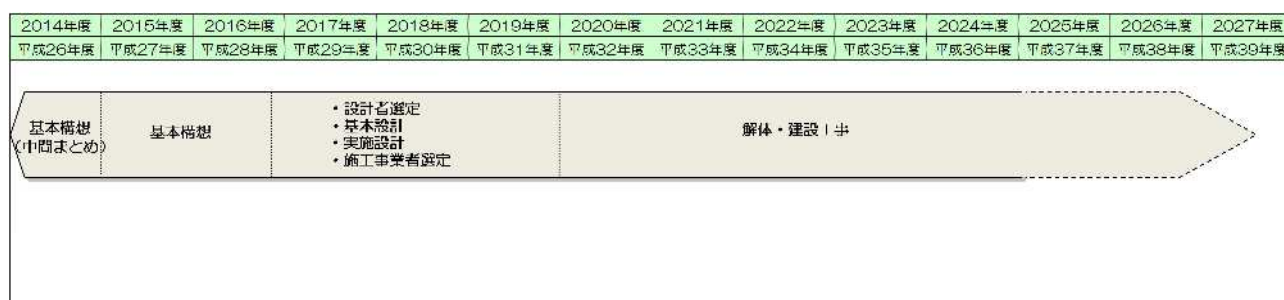 2014年度 2015年度 2016年度 2017年度 2018年度 2019年度 2020年度 2021年度 2022年度 2023年度 2024年度 2025年度 2026年度 2027年度
平成26年度 平成27年度 平成28年度 平成29年度 平成30年度 平成31年度 平成32年度 平成33年度 平成34年度 平成35年度 平成36年度 平成37年度 平成38年度 平成39年度
基本構想
(中間まとめ)
基本構想
・設計者選定
・基本設計
・実施設計
・施工事業者選定
解体・建設